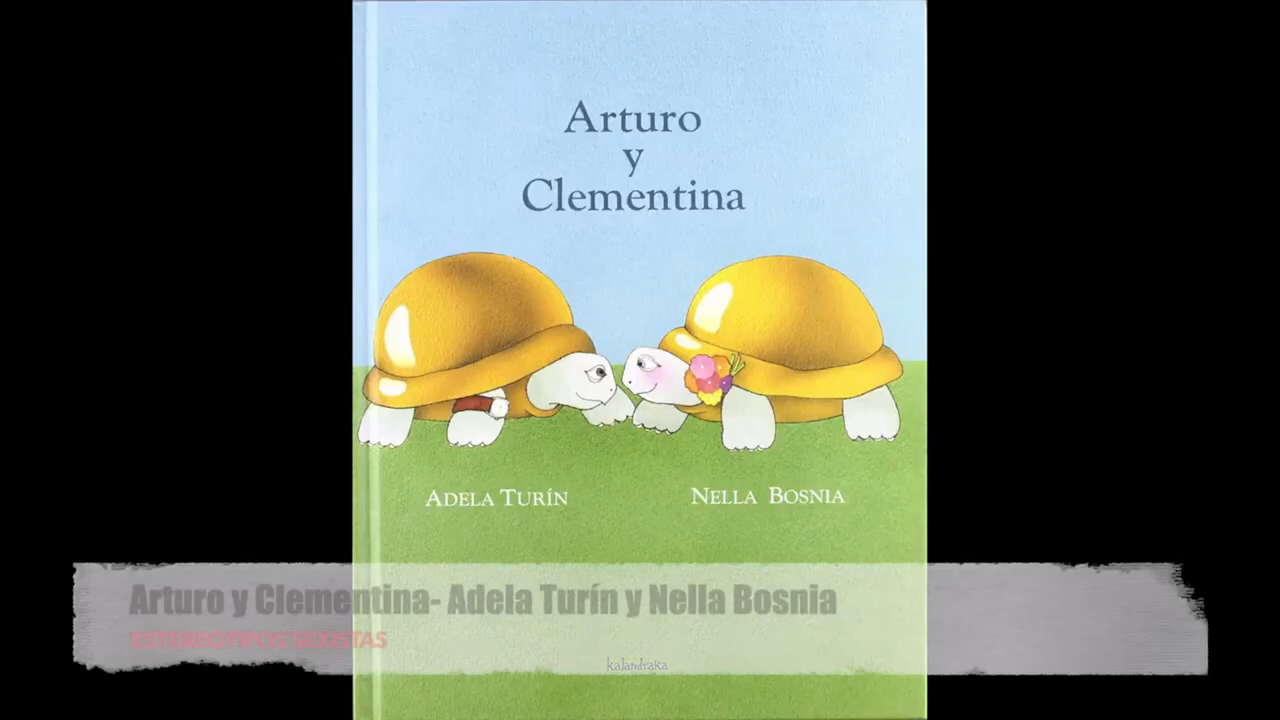 Arturo
y
Clementina
ADELA TURÍN
NELLA BOSNIA
Arturo y Clementina- Adela Turín y Nella Bosnia
ESTEREOTIPOS SEXISTAS
kalandraka